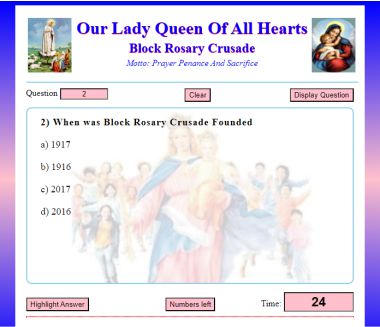 Our Lady Queen Of All Hearts
Block Rosary Crusade
Motto: Prayer Penance And Sacrifice
Question 2 Clear Display Question
2) When was Block Rosary Crusade Founded
a) 1917
b) 1916
c) 2017
d) 2016
Highlight Answer Numbers left Time: 24